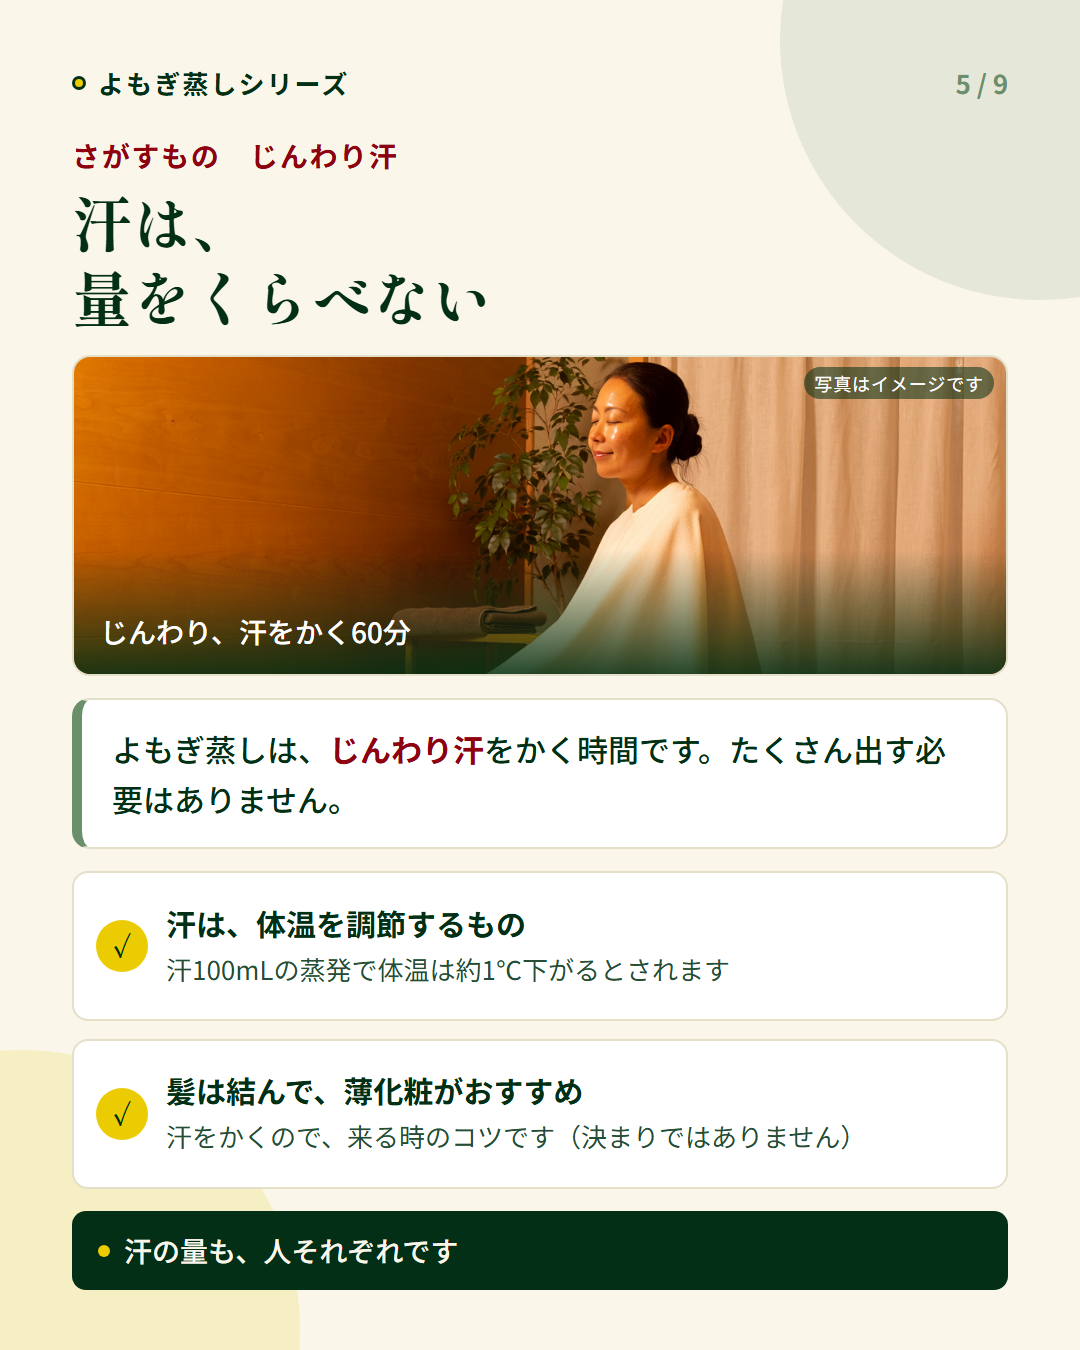 よもぎ蒸しシリーズ
5 / 9
さがすもの　じんわり汗
汗は、
量をくらべない
写真はイメージです
じんわり、汗をかく60分
よもぎ蒸しは、じんわり汗をかく時間です。たくさん出す必
要はありません。
✓
汗は、体温を調節するもの
汗100mLの蒸発で体温は約1℃下がるとされます
✓
髪は結んで、薄化粧がおすすめ
汗をかくので、来る時のコツです（決まりではありません）
汗の量も、人それぞれです